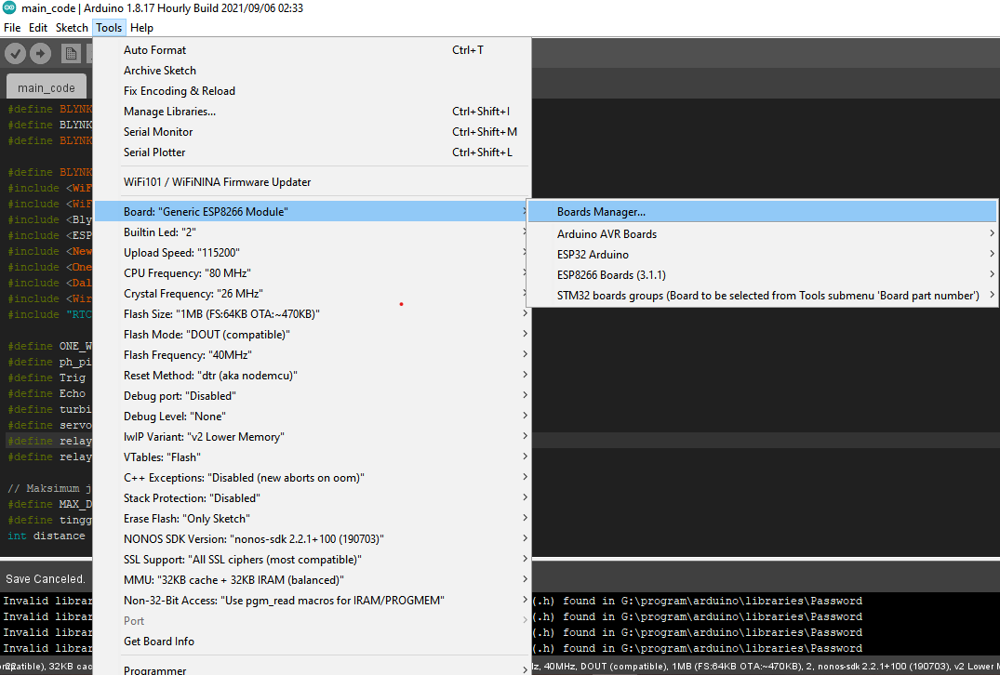 main_code | Arduino 1.8.17 Hourly Build 2021/09/06 02:33
File Edit Sketch Tools Help
main_code
#define BLYNK
#define BLYNK
#define BLYNK
#define BLYNK
#include <WiF
#include <WiF
#include <Bly
#include <ESP
#include <New
#include <One
#include <Dal
#include <Wir
#include "RTC
#define ONE_W
#define ph_pi
#define Trig
#define Echo
#define turbi
#define servo
#define relay
#define relay
// Maksimum j
#define MAX_D
#define tingg
int distance
Auto Format Ctrl+T
Archive Sketch
Fix Encoding & Reload
Manage Libraries... Ctrl+Shift+I
Serial Monitor Ctrl+Shift+M
Serial Plotter Ctrl+Shift+L
WiFi101 / WiFiNINA Firmware Updater
Board: "Generic ESP8266 Module"
Builtin Led: "2"
Upload Speed: "115200"
CPU Frequency: "80 MHz"
Crystal Frequency: "26 MHz"
Flash Size: "1MB (FS:64KB OTA:~470KB)"
Flash Mode: "DOUT (compatible)"
Flash Frequency: "40MHz"
Reset Method: "dtr (aka nodemcu)"
Debug port: "Disabled"
Debug Level: "None"
lwIP Variant: "v2 Lower Memory"
VTables: "Flash"
C++ Exceptions: "Disabled (new aborts on oom)"
Stack Protection: "Disabled"
Erase Flash: "Only Sketch"
NONOS SDK Version: "nonos-sdk 2.2.1+100 (190703)"
SSL Support: "All SSL ciphers (most compatible)"
MMU: "32KB cache + 32KB IRAM (balanced)"
Non-32-Bit Access: "Use pgm_read macros for IRAM/PROGMEM"
Port
Get Board Info
Programmer
Boards Manager...
Arduino AVR Boards
ESP32 Arduino
ESP8266 Boards (3.1.1)
STM32 boards groups (Board to be selected from Tools submenu 'Board part number')
Save Canceled.
Invalid librar (.h) found in G:\program\arduino\libraries\Password
Invalid librar (.h) found in G:\program\arduino\libraries\Password
Invalid librar (.h) found in G:\program\arduino\libraries\Password
Invalid librar (.h) found in G:\program\arduino\libraries\Password
patible), 32KB cac z, 40MHz, DOUT (compatible), 1MB (FS:64KB OTA:~470KB), 2, nonos-sdk 2.2.1+100 (190703), v2 Lower M